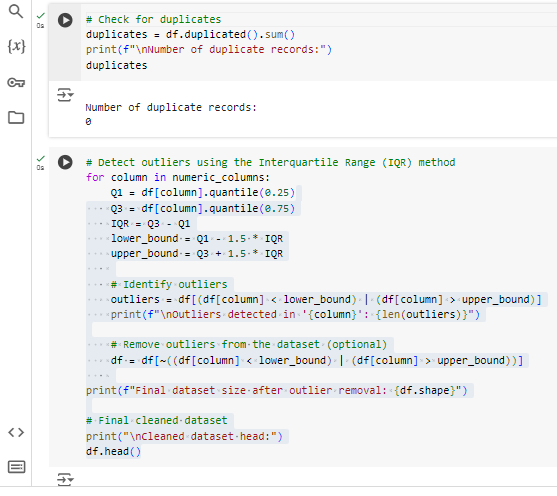 # Check for duplicates
0s
duplicates = df.duplicated().sum()
print(f"\nNumber of duplicate records:")
{x}
duplicates
Number of duplicate records:
0
# Detect outliers using the Interquartile Range (IQR) method
0s
for column in numeric_columns:
    Q1 = df[column].quantile(0.25)
    Q3 = df[column].quantile(0.75)
    IQR = Q3 - Q1
    lower_bound = Q1 - 1.5 * IQR
    upper_bound = Q3 + 1.5 * IQR
    # Identify outliers
    outliers = df[(df[column] < lower_bound) | (df[column] > upper_bound)]
    print(f"\nOutliers detected in '{column}': {len(outliers)}")
    # Remove outliers from the dataset (optional)
    df = df[~((df[column] < lower_bound) | (df[column] > upper_bound))]
print(f"Final dataset size after outlier removal: {df.shape}")
# Final cleaned dataset
print("\nCleaned dataset head:")
df.head()